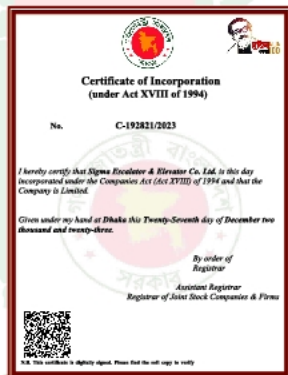 Certificate of Incorporation
(under Act XVIII of 1994)
No. C-192821/2023
I hereby certify that Sigma Escalator & Elevator Co. Ltd. is this day
incorporated under the Companies Act (Act XVIII) of 1994 and that the
Company is Limited.
Given under my hand at Dhaka this Twenty-Seventh day of December two
thousand and twenty-three.
By order of
Registrar
Assistant Registrar
Registrar of Joint Stock Companies & Firms
N.B. This certificate is digitally signed. Please find the soft copy to verify